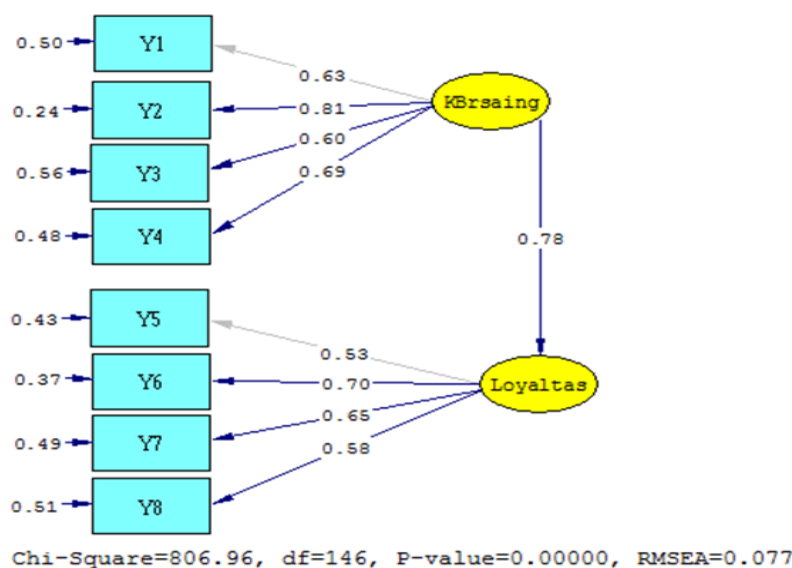 0.50 Y1
0.63
KBrsaing
0.24 Y2 0.81
0.60
0.56 Y3
0.69
0.48 Y4
0.78
0.43 Y5
0.53
0.37 Y6 0.70 Loyaltas
0.65
0.49 Y7
0.58
0.51 Y8
Chi-Square=806.96, df=146, P-value=0.00000, RMSEA=0.077